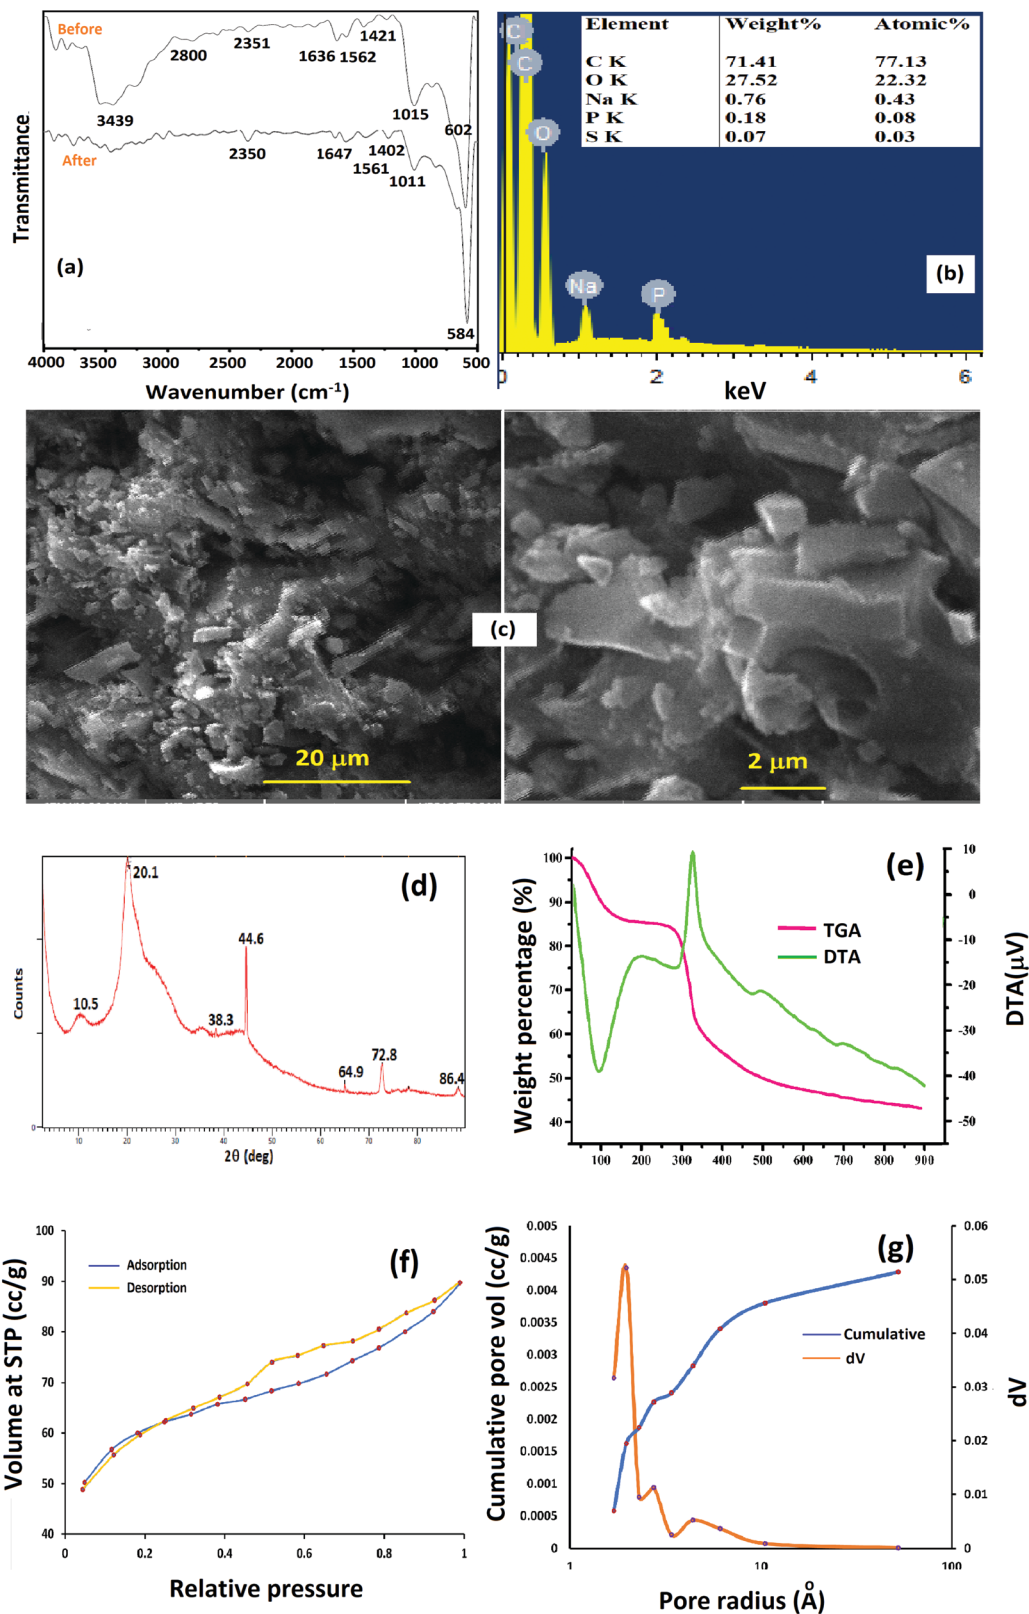 Before
2800
2351
1636
1562
1421
3439
1015
602
After
2350
1647
1561
1402
1011
584
(a)
Transmittance
4000 3500 3000 2500 2000 1500 1000 500
Wavenumber (cm⁻¹)
Element Weight% Atomic%
C K 71.41 77.13
O K 27.52 22.32
Na K 0.76 0.43
P K 0.18 0.08
S K 0.07 0.03
C
C
O
Na
P
(b)
0 2 4 6
keV
(c)
20 μm
2 μm
(d)
20.1
44.6
10.5
38.3
72.8
64.9
86.4
Counts
0
10 20 30 40 50 60 70 80
2θ (deg)
(e)
TGA
DTA
Weight percentage (%)
100
90
80
70
60
50
40
10
0
-10
-20
-30
-40
-50
DTA(μV)
100 200 300 400 500 600 700 800 900
(f)
Adsorption
Desorption
Volume at STP (cc/g)
100
90
80
70
60
50
40
0 0.2 0.4 0.6 0.8 1
Relative pressure
(g)
Cumulative
dV
Cumulative pore vol (cc/g)
0.005
0.0045
0.004
0.0035
0.003
0.0025
0.002
0.0015
0.001
0.0005
0
0.06
0.05
0.04
0.03
0.02
0.01
0
dV
1 10 100
Pore radius (Å)